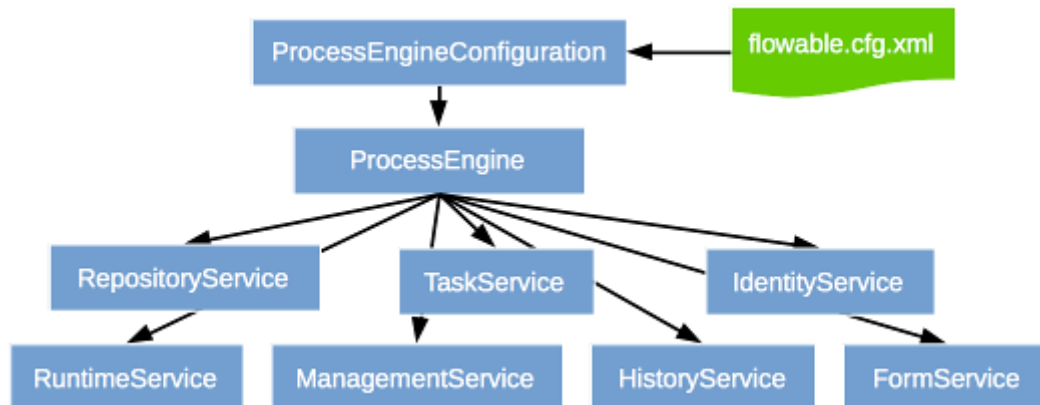 ProcessEngineConfiguration
flowable.cfg.xml
ProcessEngine
RepositoryService
TaskService
IdentityService
RuntimeService
ManagementService
HistoryService
FormService